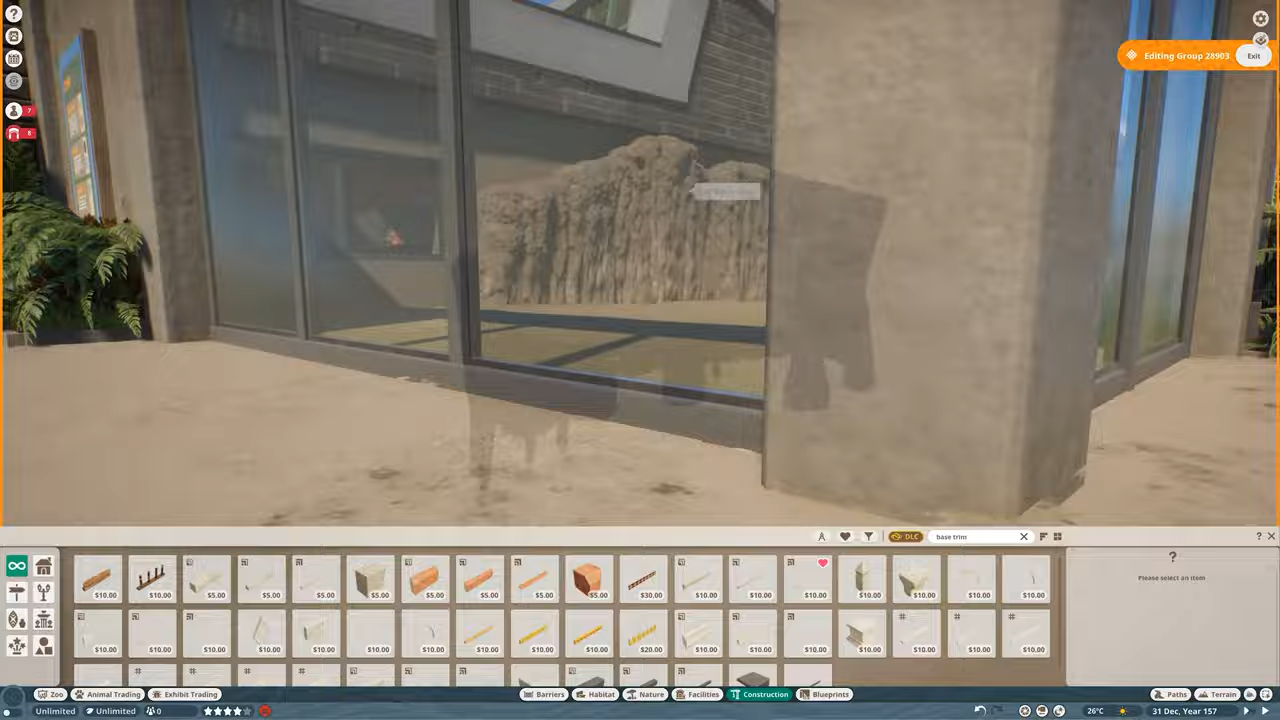 Editing Group 28903
Exit
7
8
DLC
base trim
? 
$10.00 $10.00 $5.00 $5.00 $5.00 $5.00 $5.00 $5.00 $5.00 $5.00 $30.00 $10.00 $10.00 $10.00 $10.00 $10.00 $10.00 $10.00
?
Please select an item
$10.00 $10.00 $10.00 $10.00 $10.00 $10.00 $10.00 $10.00 $10.00 $10.00 $20.00 $10.00 $10.00 $10.00 $10.00 $10.00 $10.00 $10.00
Zoo Animal Trading Exhibit Trading Barriers Habitat Nature Facilities Construction Blueprints Paths Terrain
Unlimited Unlimited 0 26°C 31 Dec, Year 157